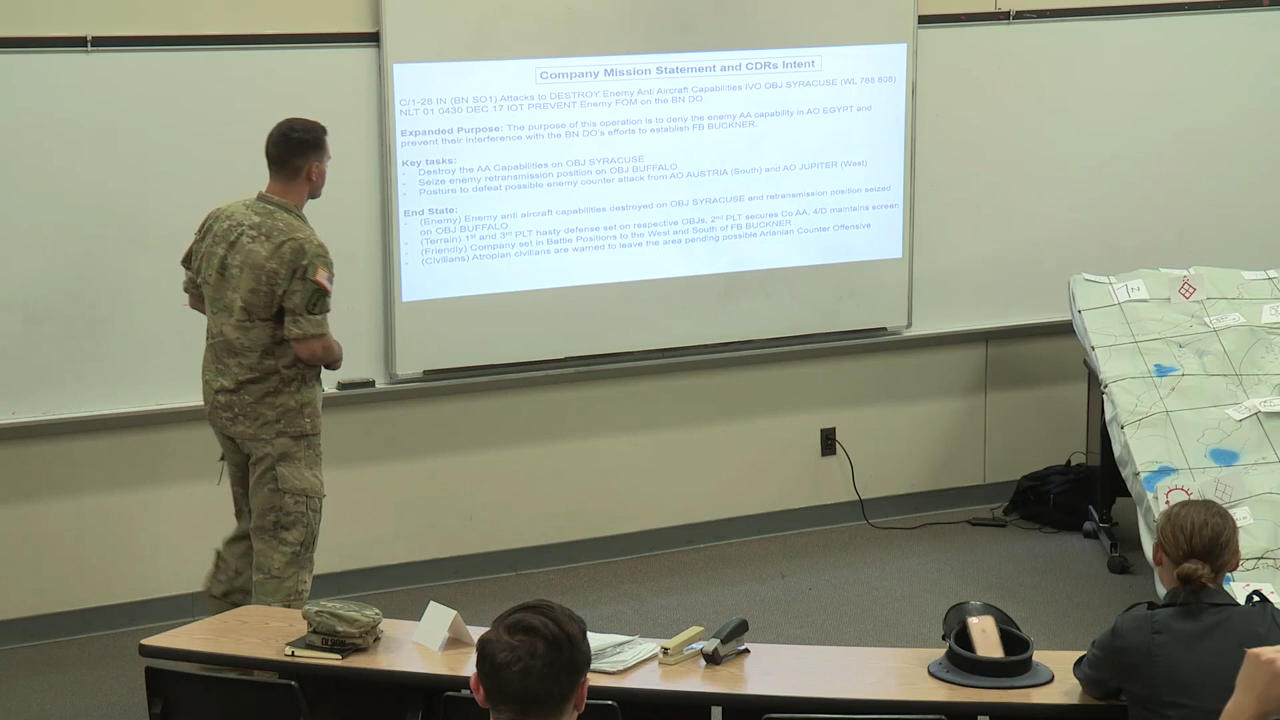 Company Mission Statement and CDRs Intent
C/1-28 IN (BN SO1) Attacks to DESTROY Enemy Anti Aircraft Capabilities IVO OBJ SYRACUSE (WL 788 808)
NLT 01 0430 DEC 17 IOT PREVENT Enemy FOM on the BN DO
Expanded Purpose: The purpose of this operation is to deny the enemy AA capability in AO EGYPT and
prevent their interference with the BN DO's efforts to establish FB BUCKNER.
Key tasks:
- Destroy the AA Capabilities on OBJ SYRACUSE
- Seize enemy retransmission position on OBJ BUFFALO
- Posture to defeat possible enemy counter attack from AO AUSTRIA (South) and AO JUPITER (West)
End State:
- (Enemy) Enemy anti aircraft capabilities destroyed on OBJ SYRACUSE and retransmission position seized
on OBJ BUFFALO
- (Terrain) 1st and 3rd PLT hasty defense set on respective OBJs, 2nd PLT secures Co AA, 4/D maintains screen
- (Friendly) Company set in Battle Positions to the West and South of FB BUCKNER
- (Civilians) Atropian civilians are warned to leave the area pending possible Arianian Counter Offensive
OLSON